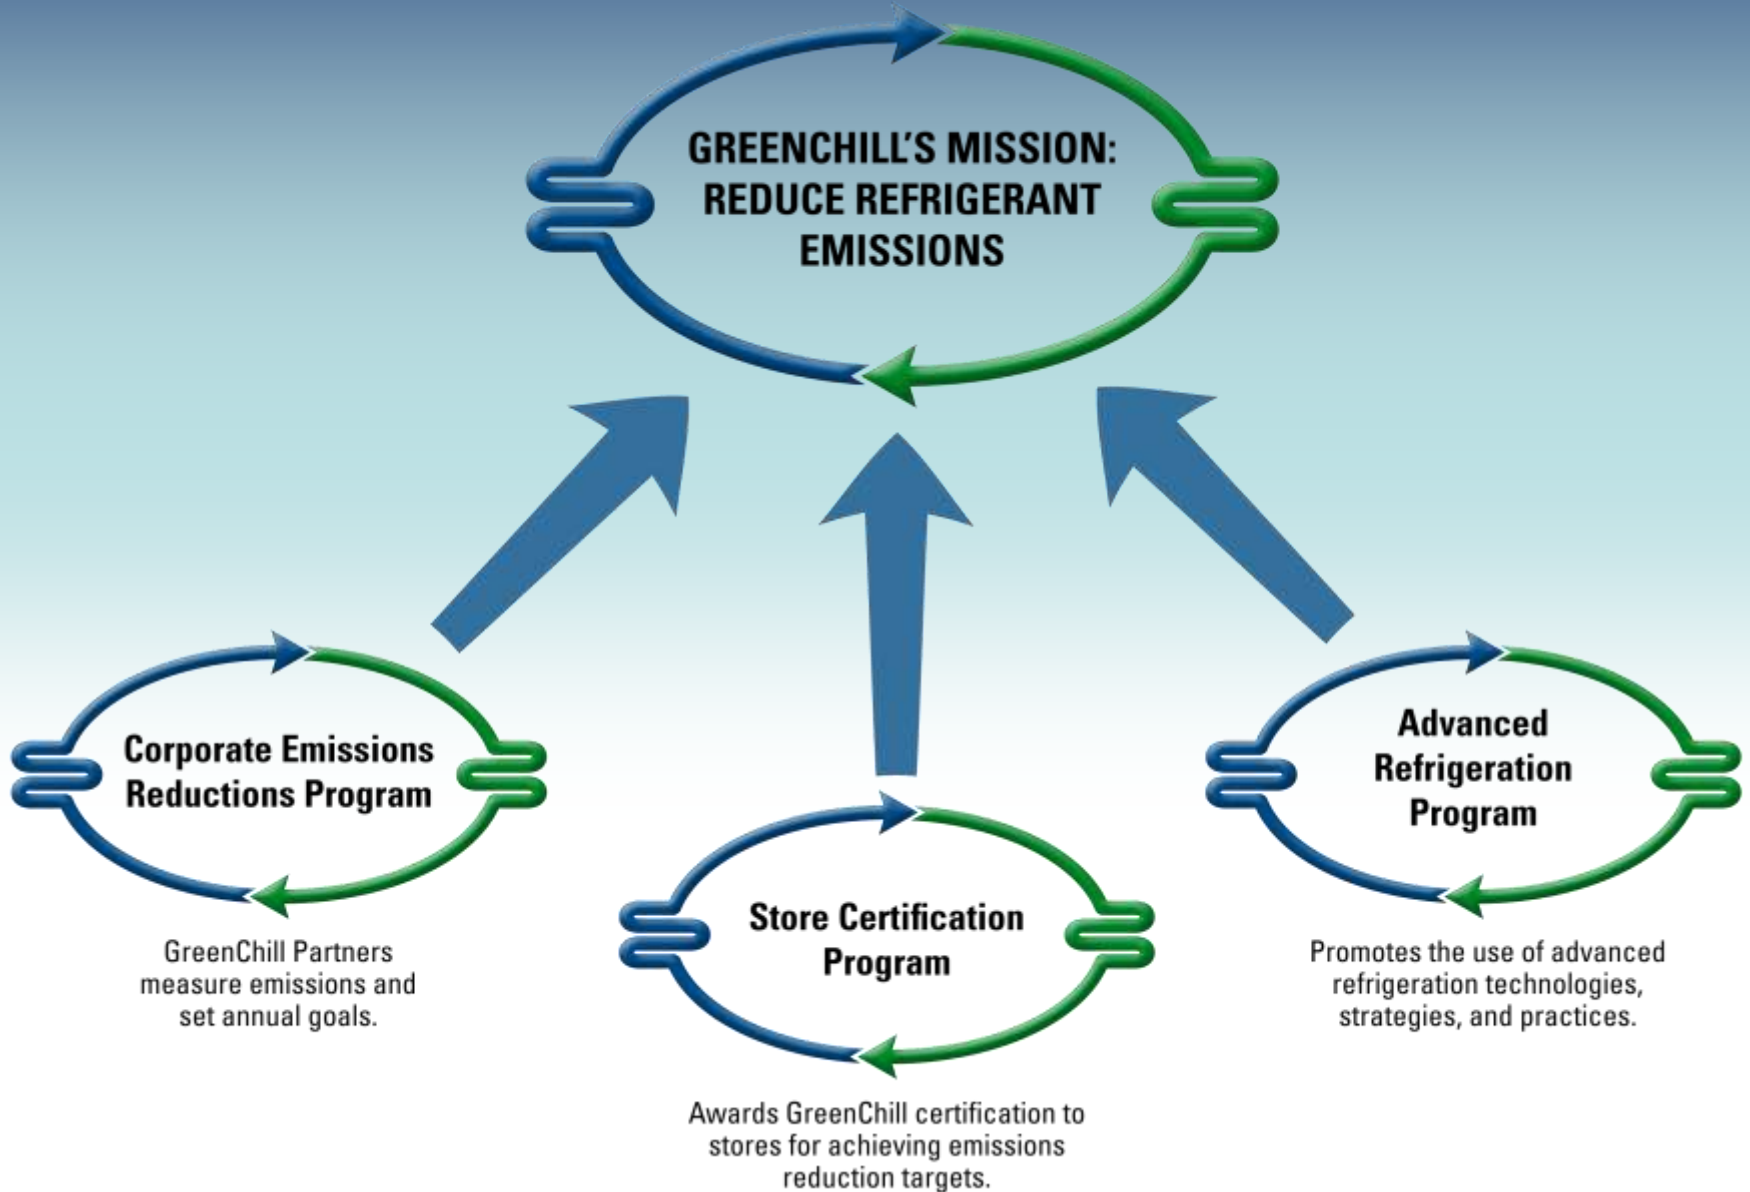 GREENCHILL'S MISSION:
REDUCE REFRIGERANT
EMISSIONS
Corporate Emissions
Reductions Program
GreenChill Partners
measure emissions and
set annual goals.
Store Certification
Program
Awards GreenChill certification to
stores for achieving emissions
reduction targets.
Advanced
Refrigeration
Program
Promotes the use of advanced
refrigeration technologies,
strategies, and practices.